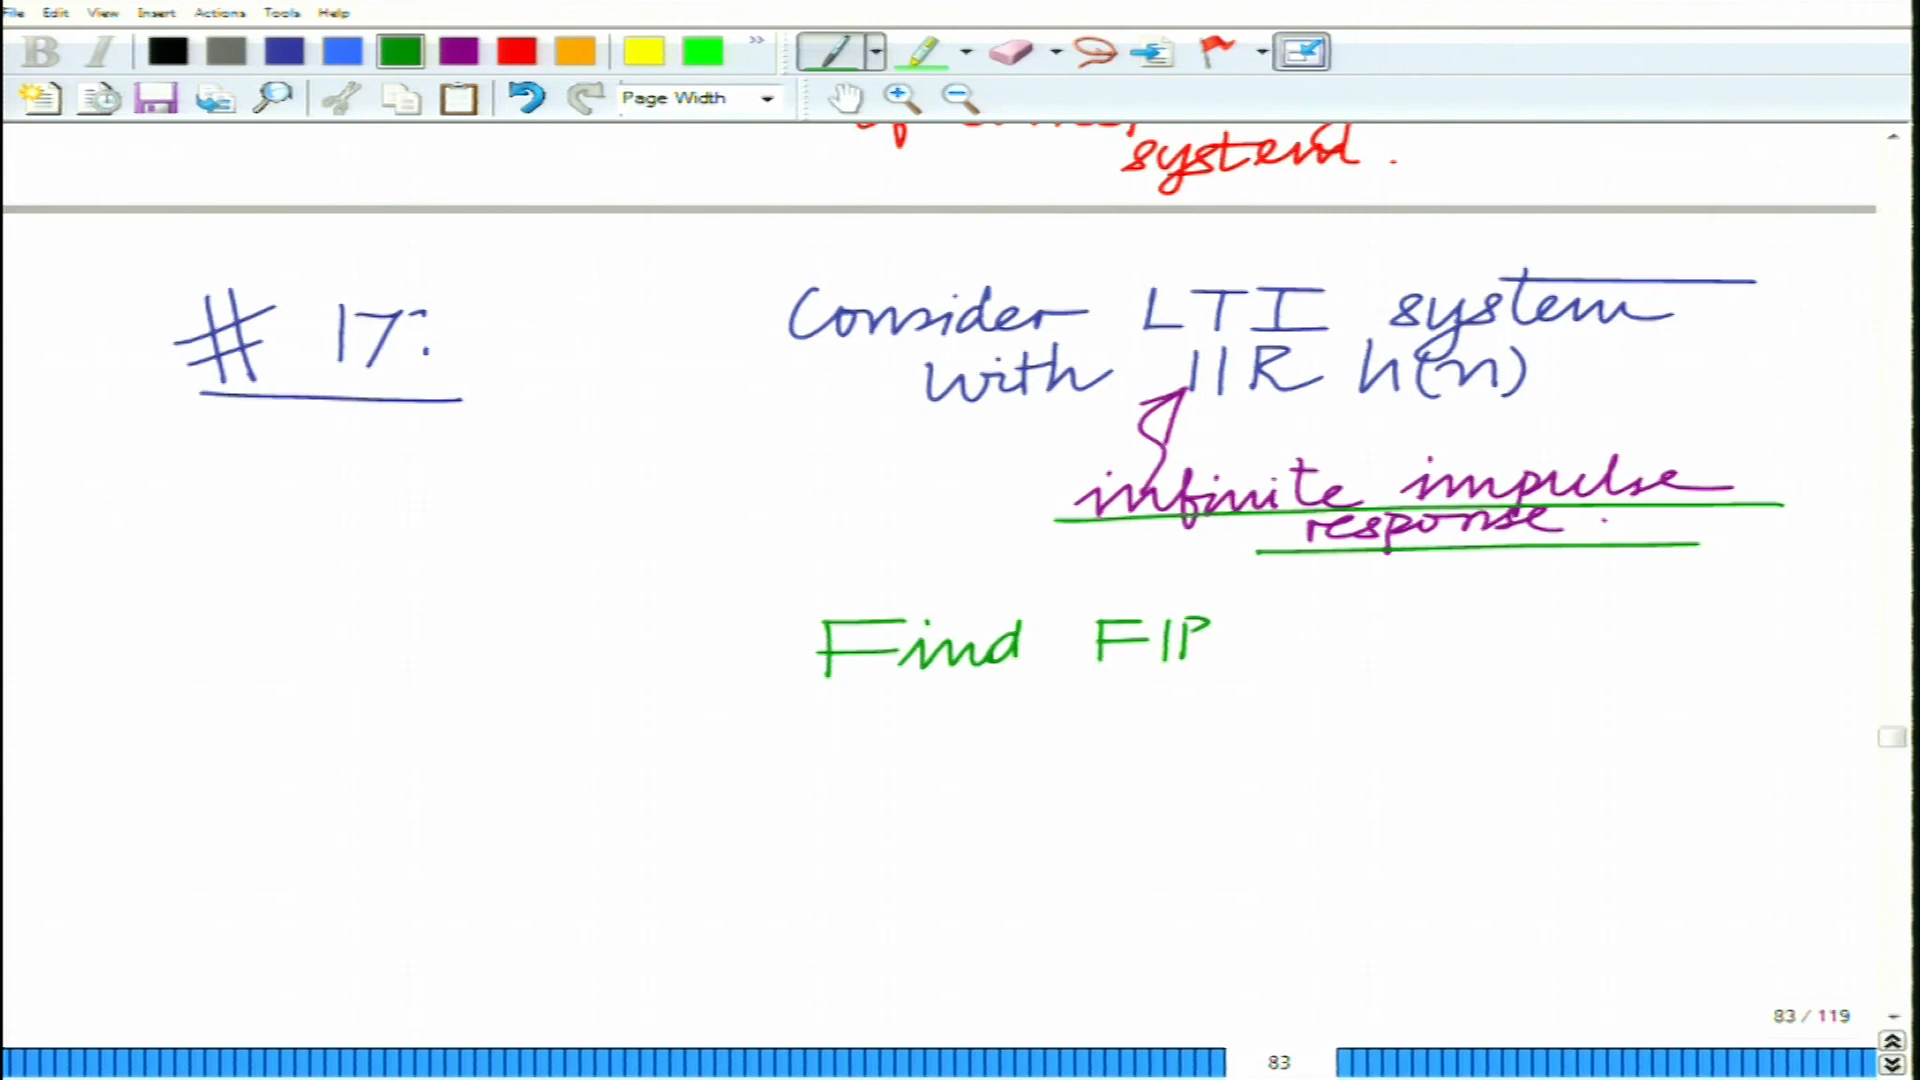 File Edit View Insert Actions Tools Help
B I
Page Width
system.
# 17:
Consider LTI system
with IIR h(n)
infinite impulse
response.
Find FIP
83 / 119
83